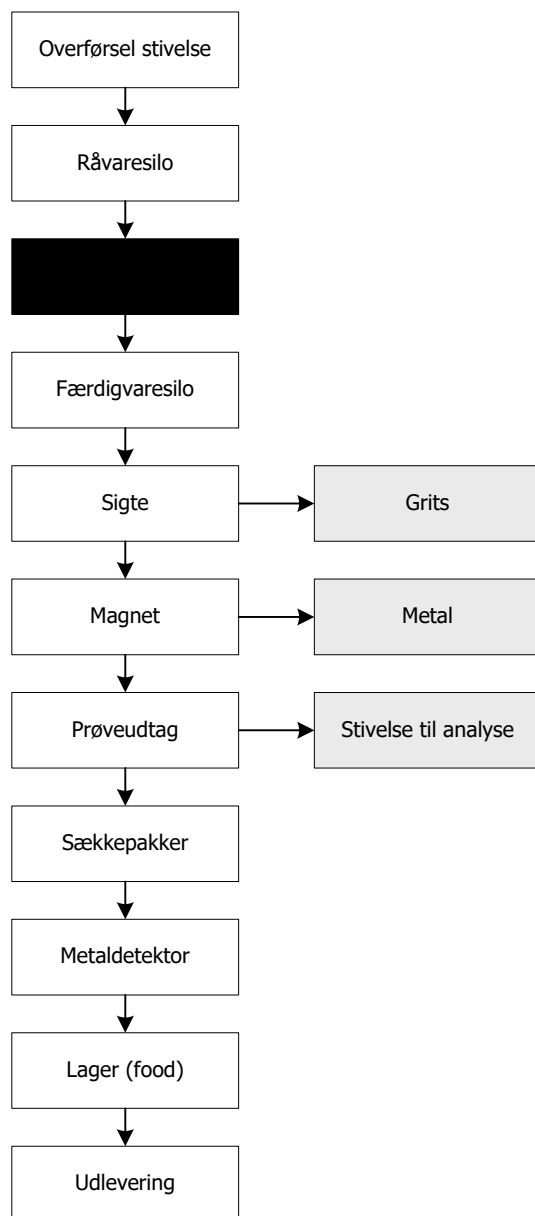 Overførsel stivelse
Råvaresilo
Færdigvaresilo
Sigte
Grits
Magnet
Metal
Prøveudtag
Stivelse til analyse
Sækkepakker
Metaldetektor
Lager (food)
Udlevering